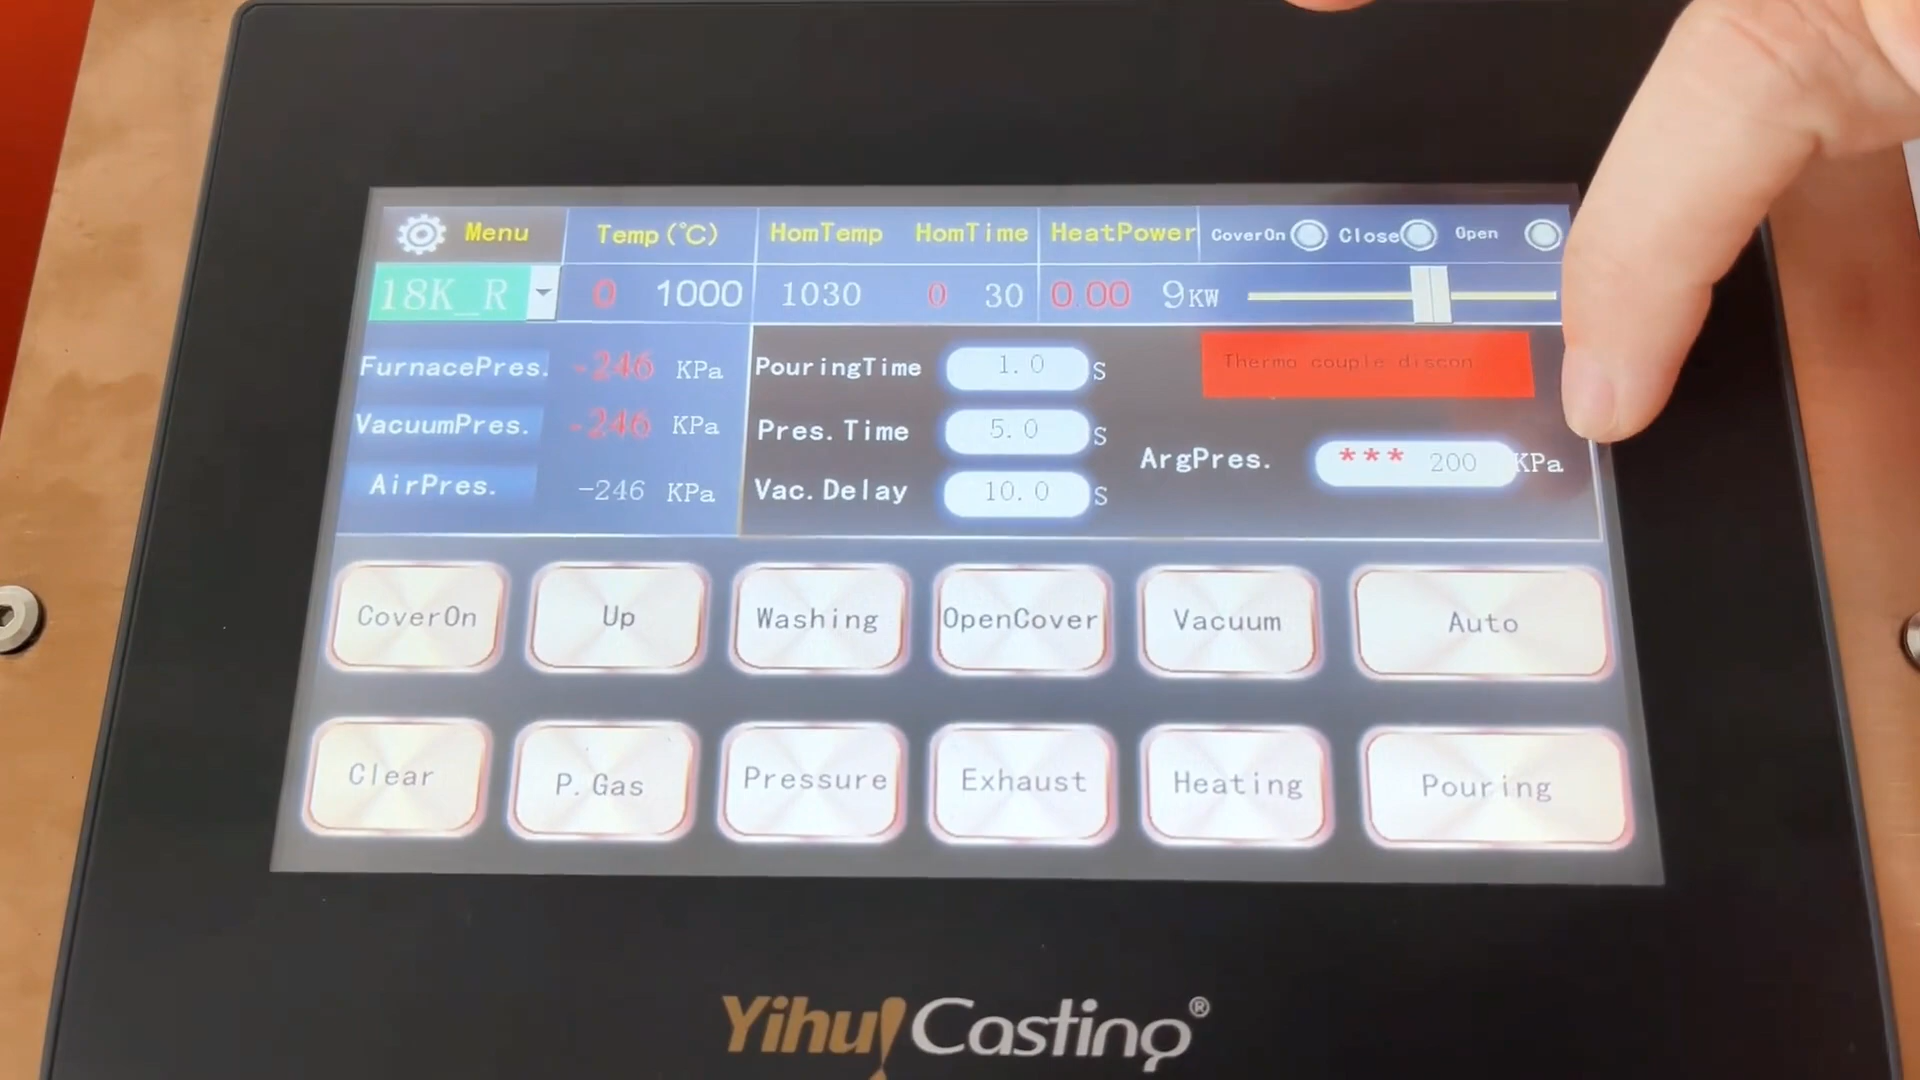 Menu Temp(℃) HomTemp HomTime HeatPower CoverOn Close Open
18K_R 0 1000 1030 0 30 0.00 9KW
FurnacePres. -246 KPa PouringTime 1.0 S Thermo couple discon
VacuumPres. -246 KPa Pres.Time 5.0 S ArgPres. *** 200 KPa
AirPres. -246 KPa Vac.Delay 10.0 S
CoverOn Up Washing OpenCover Vacuum Auto
Clear P.Gas Pressure Exhaust Heating Pouring
Yihui Casting®